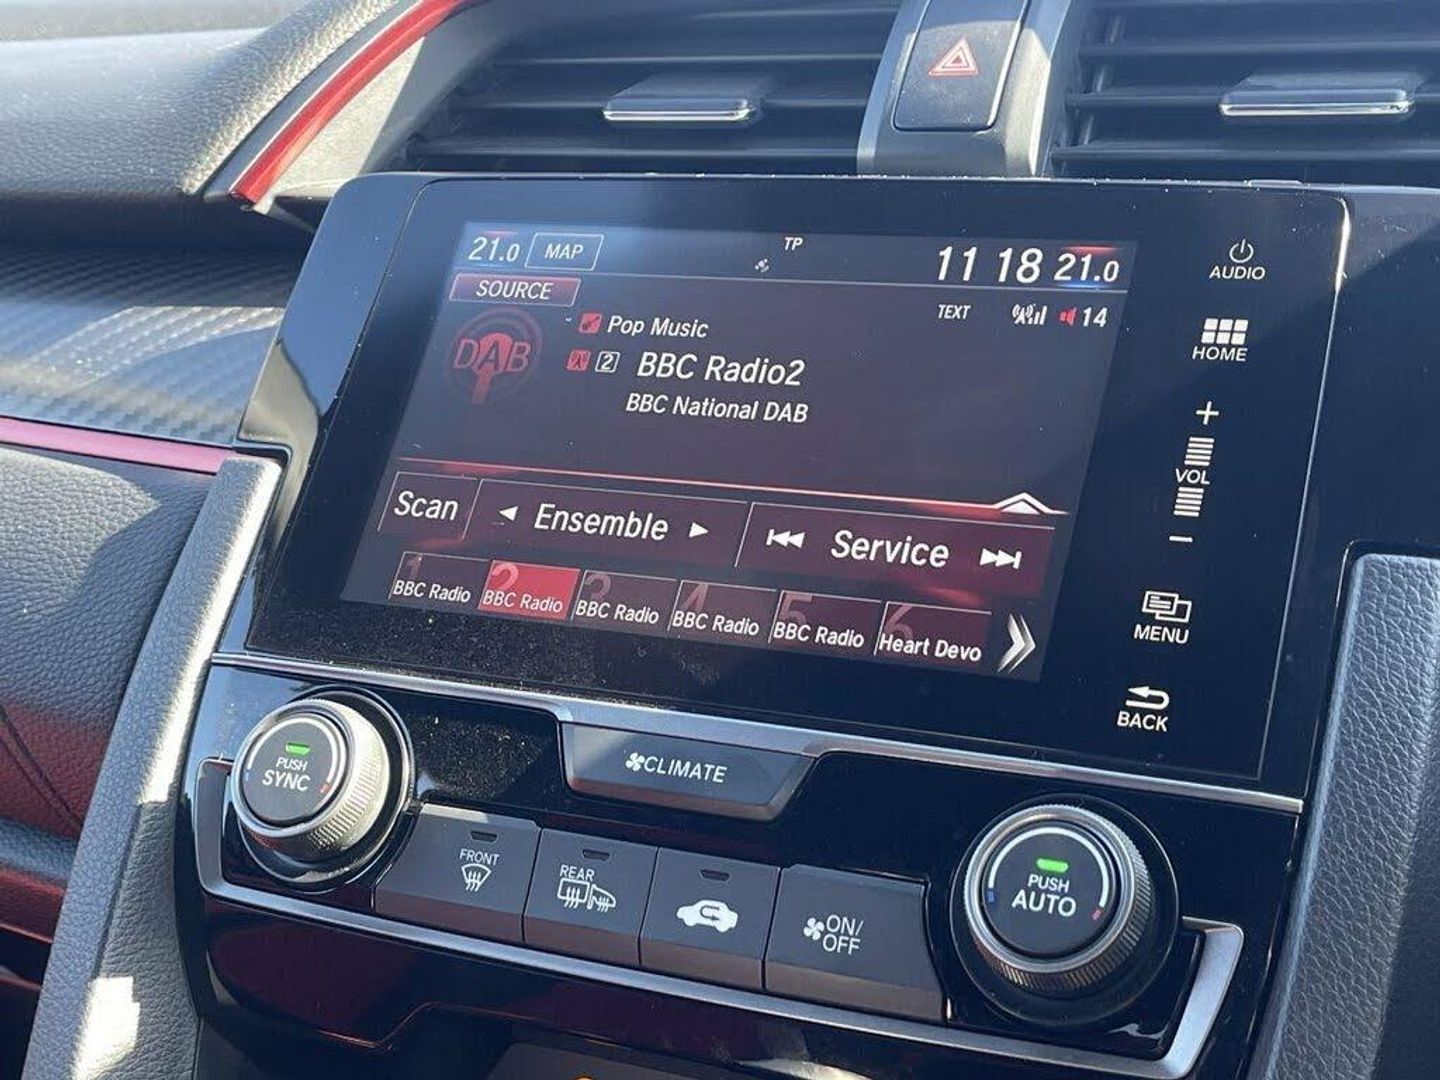 21.0 MAP TP 11 18 21.0
SOURCE
TEXT 14
DAB
Pop Music
2 BBC Radio2
BBC National DAB
Scan Ensemble Service
1 2 3 4 5 6
BBC Radio BBC Radio BBC Radio BBC Radio BBC Radio Heart Devo
AUDIO
HOME
+
VOL
−
MENU
BACK
PUSH
SYNC
CLIMATE
FRONT
REAR
ON/
OFF
PUSH
AUTO